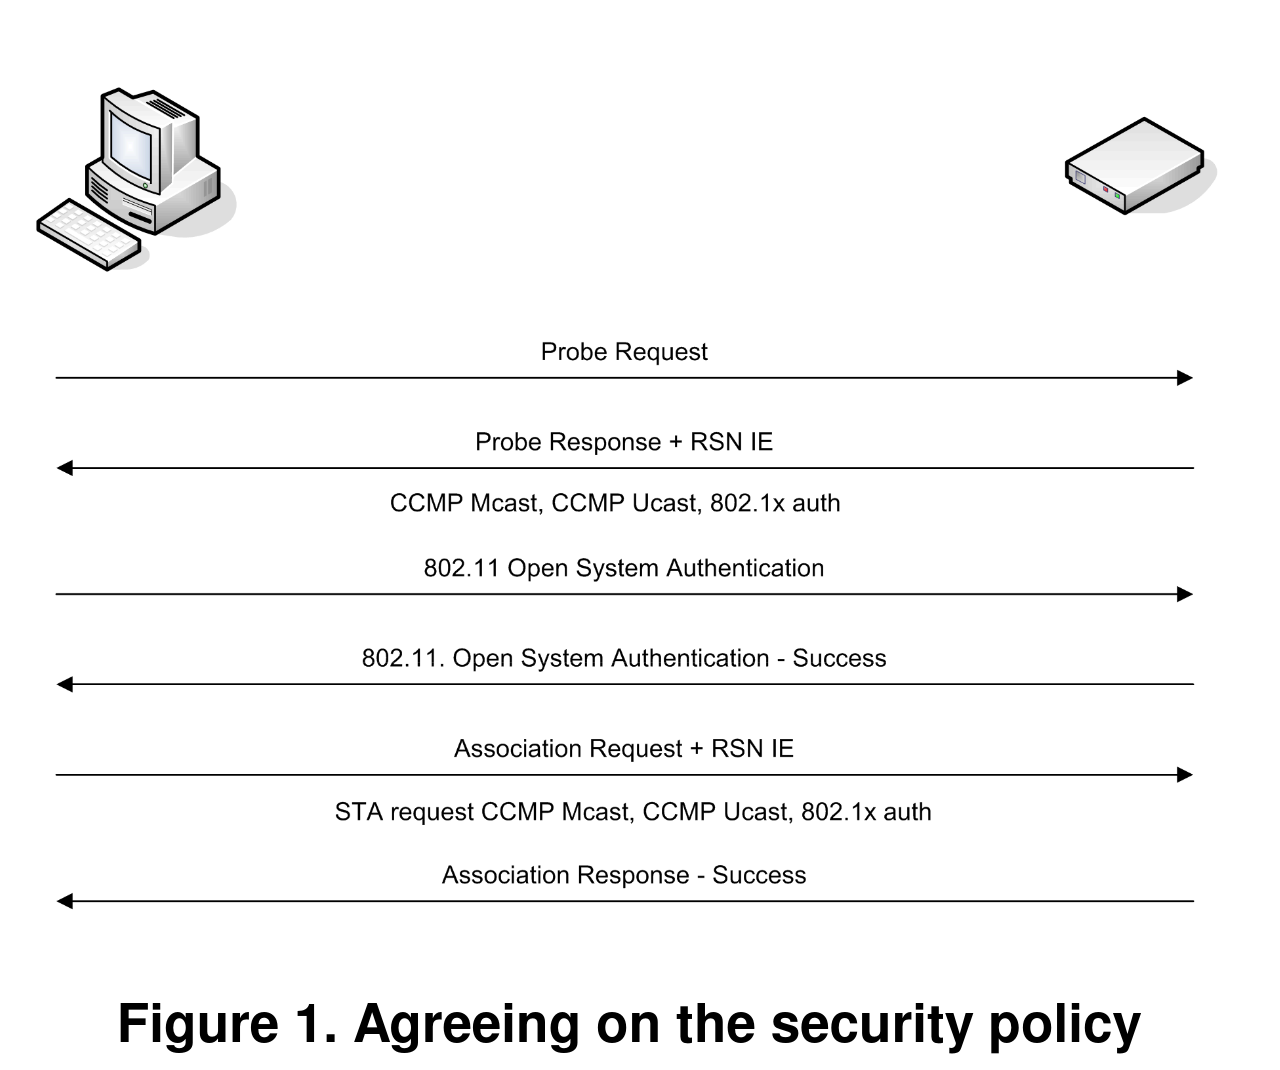 Probe Request
Probe Response + RSN IE
CCMP Mcast, CCMP Ucast, 802.1x auth
802.11 Open System Authentication
802.11. Open System Authentication - Success
Association Request + RSN IE
STA request CCMP Mcast, CCMP Ucast, 802.1x auth
Association Response - Success
Figure 1. Agreeing on the security policy